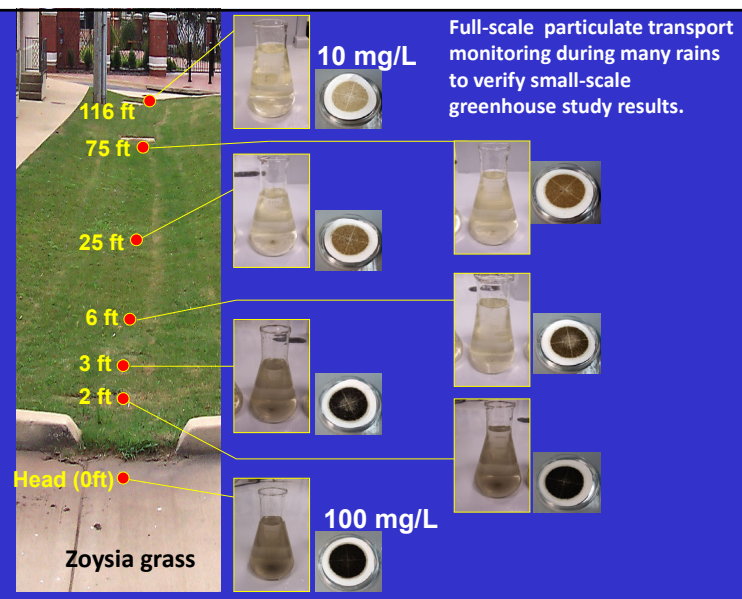 Full-scale particulate transport
monitoring during many rains
to verify small-scale
greenhouse study results.
10 mg/L
116 ft
75 ft
25 ft
6 ft
3 ft
2 ft
Head (0ft)
100 mg/L
Zoysia grass